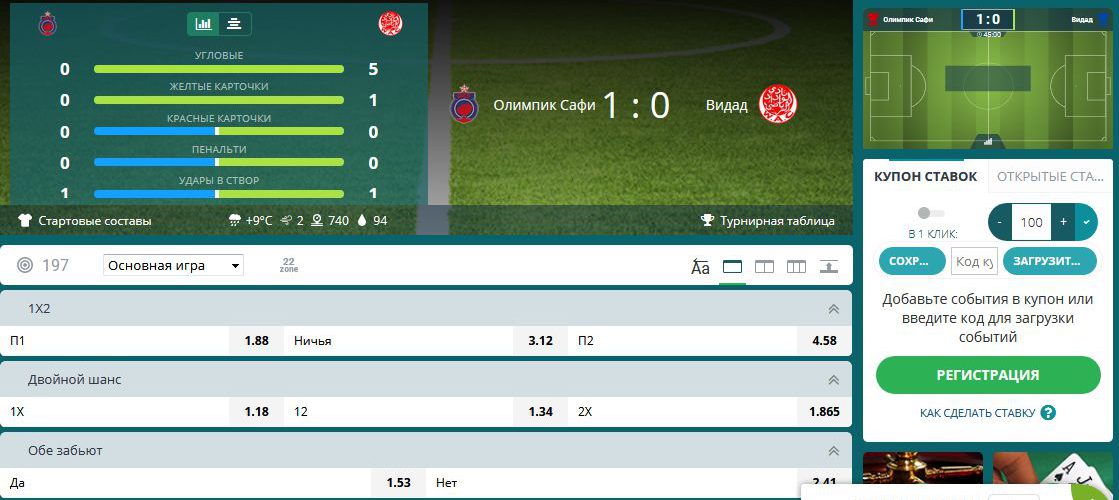 УГЛОВЫЕ
0 5
ЖЕЛТЫЕ КАРТОЧКИ
0 1
КРАСНЫЕ КАРТОЧКИ
0 0
ПЕНАЛЬТИ
0 0
УДАРЫ В СТВОР
1 1
Олимпик Сафи 1 : 0 Видад
Стартовые составы +9°C 2 740 94 Турнирная таблица
Олимпик Сафи 1:0 Видад
45:00
197 Основная игра 22 zone Aa
1X2
П1 1.88 Ничья 3.12 П2 4.58
Двойной шанс
1X 1.18 12 1.34 2X 1.865
Обе забьют
Да 1.53 Нет 2.41
КУПОН СТАВОК ОТКРЫТЫЕ СТА...
В 1 КЛИК: - 100 +
СОХР... Код ку ЗАГРУЗИТ...
Добавьте события в купон или
введите код для загрузки
событий
РЕГИСТРАЦИЯ
КАК СДЕЛАТЬ СТАВКУ ?
A J